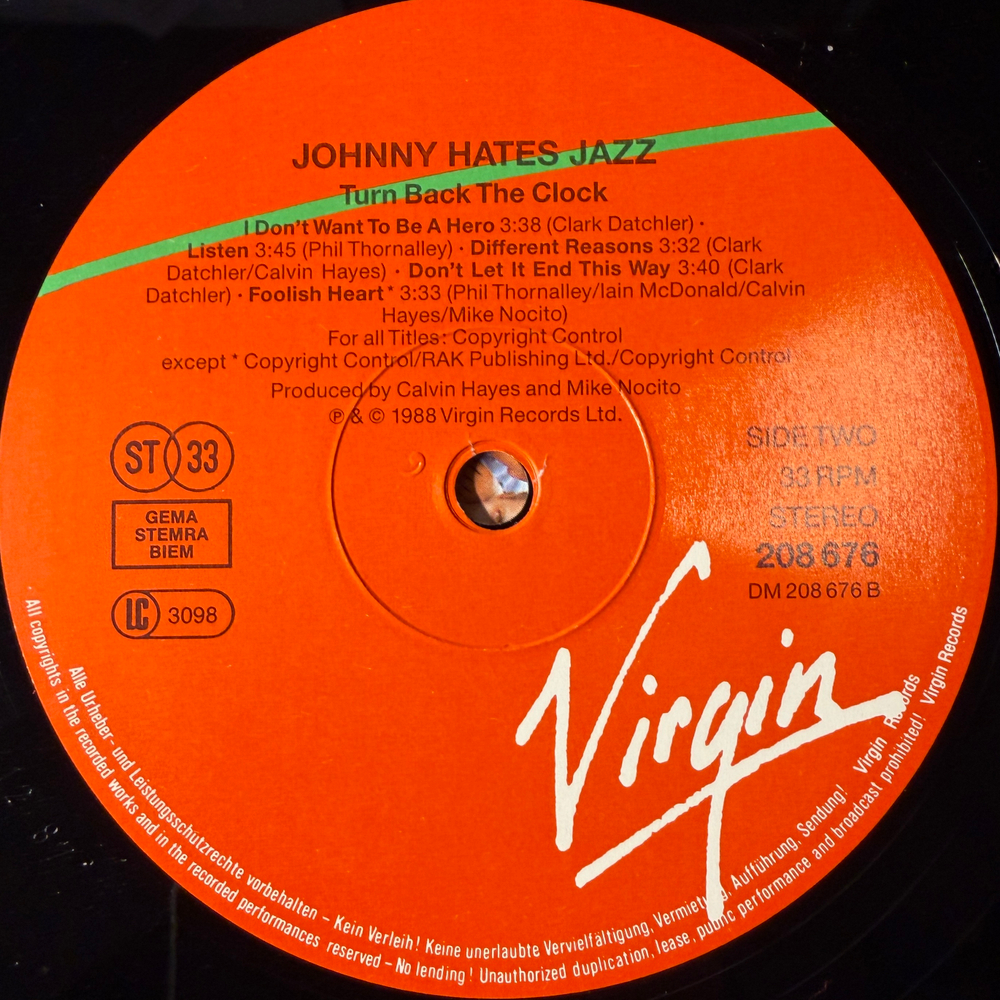 JOHNNY HATES JAZZ
Turn Back The Clock
I Don't Want To Be A Hero 3:38 (Clark Datchler) ·
Listen 3:45 (Phil Thornalley) · Different Reasons 3:32 (Clark
Datchler/Calvin Hayes) · Don't Let It End This Way 3:40 (Clark
Datchler) · Foolish Heart* 3:33 (Phil Thornalley/Iain McDonald/Calvin
Hayes/Mike Nocito)
For all Titles: Copyright Control
except * Copyright Control/RAK Publishing Ltd./Copyright Control
Produced by Calvin Hayes and Mike Nocito
℗ & © 1988 Virgin Records Ltd.
ST 33
GEMA
STEMRA
BIEM
LC 3098
SIDE TWO
33 RPM
STEREO
208 676
DM 208 676 B
Virgin
Alle Urheber- und Leistungsschutzrechte vorbehalten – Kein Verleih! Keine unerlaubte Vervielfältigung, Vermietung, Aufführung, Sendung! Virgin Records
All copyrights in the recorded works and in the recorded performances reserved – No lending! Unauthorized duplication, lease, public performance and broadcast prohibited! Virgin Records